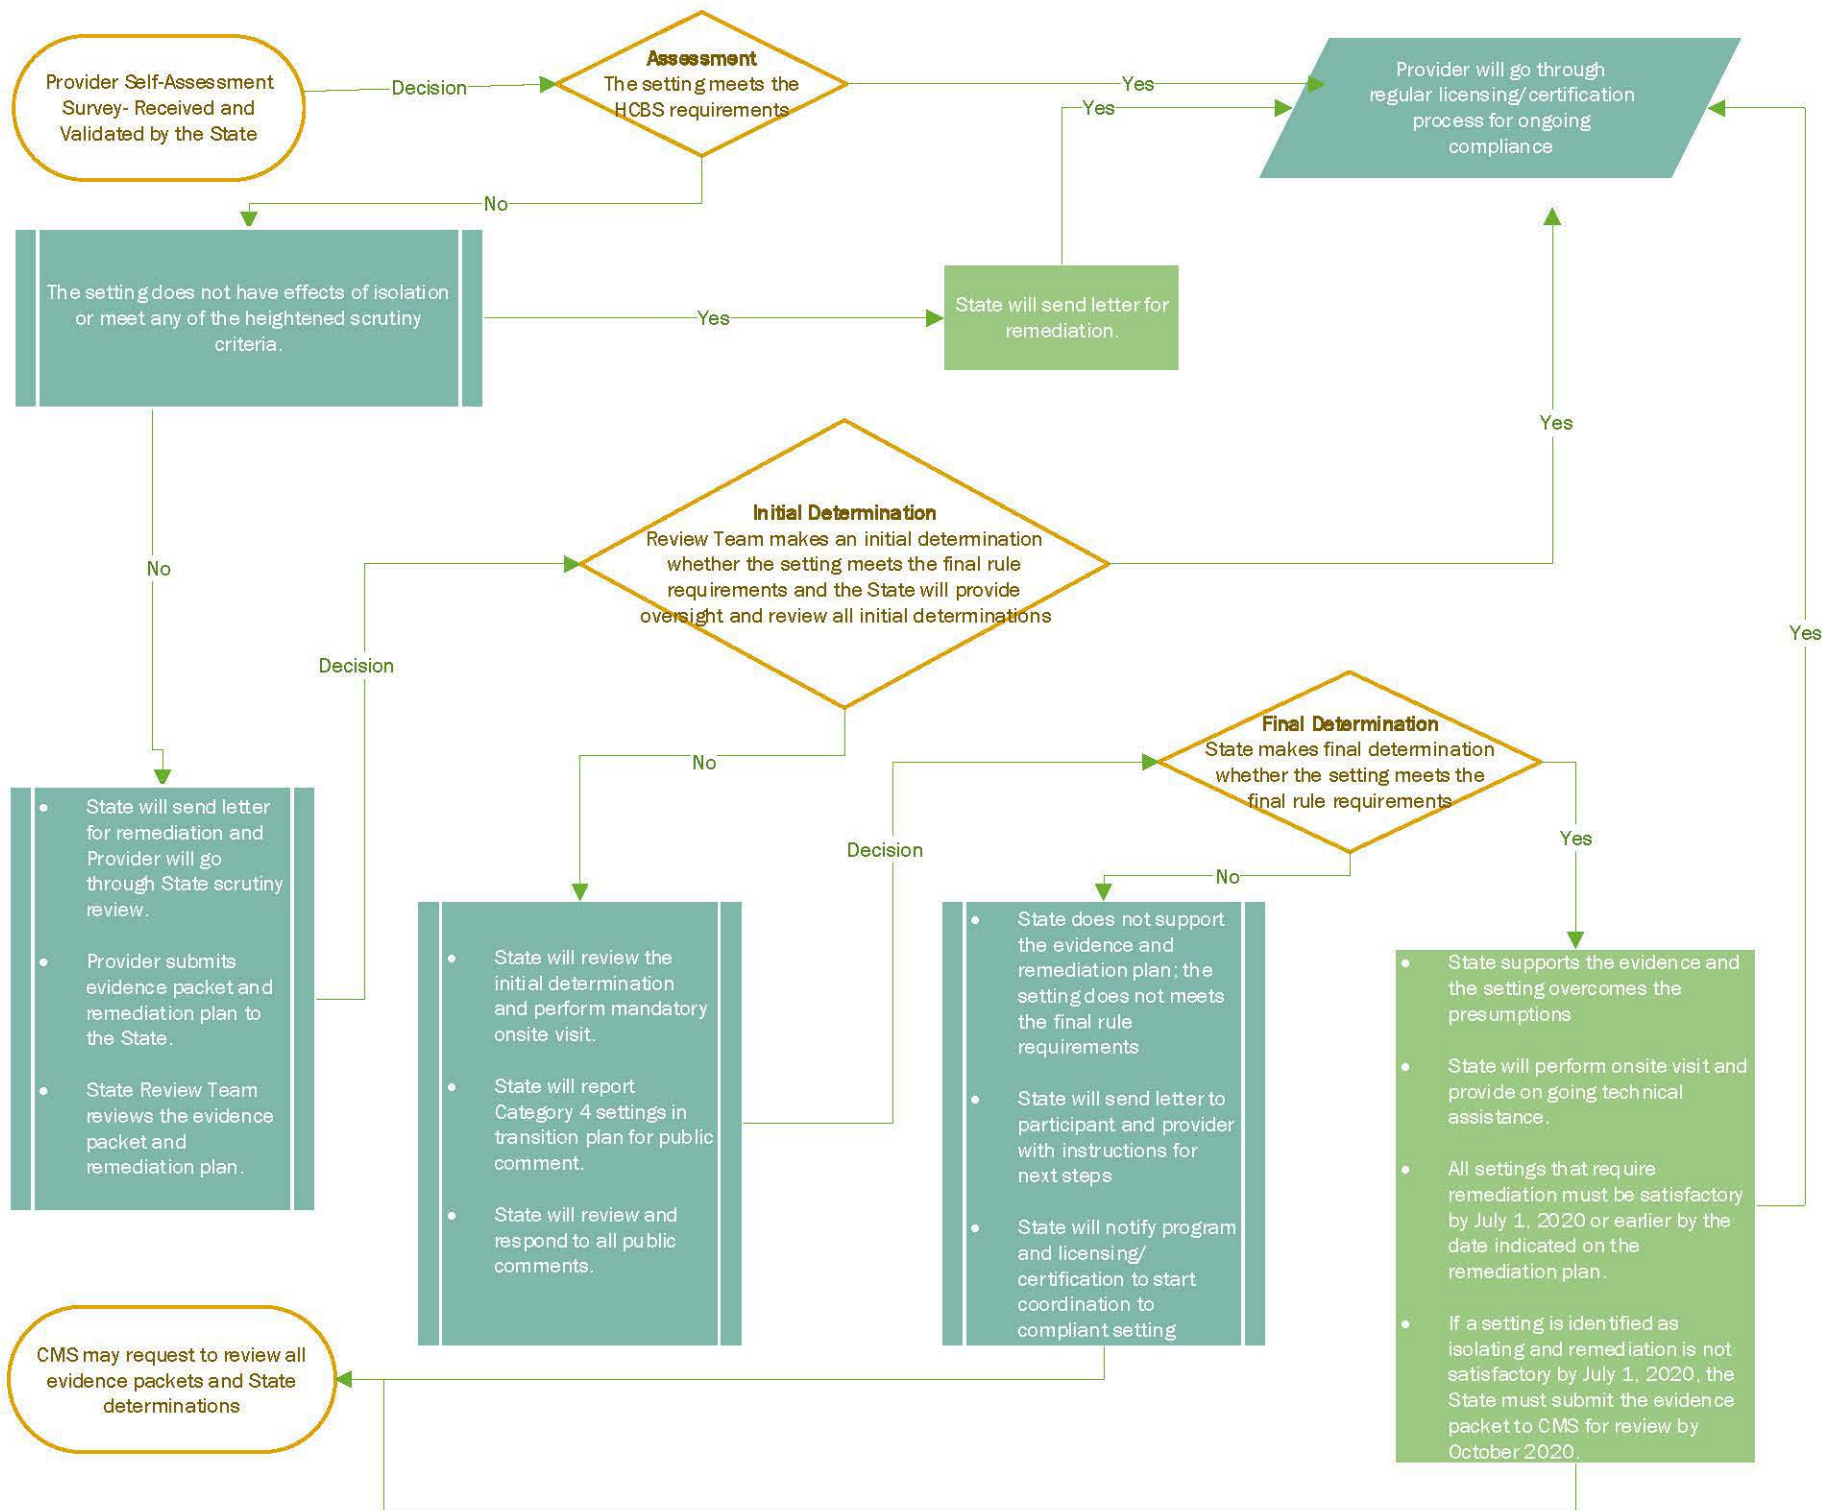 Provider Self-Assessment
Survey- Received and
Validated by the State
Decision
Assessment
The setting meets the
HCBS requirements
Yes
Yes
Provider will go through
regular licensing/certification
process for ongoing
compliance
No
The setting does not have effects of isolation
or meet any of the heightened scrutiny
criteria.
Yes
State will send letter for
remediation.
Yes
No
Initial Determination
Review Team makes an initial determination
whether the setting meets the final rule
requirements and the State will provide
oversight and review all initial determinations
Decision
Yes
No
Final Determination
State makes final determination
whether the setting meets the
final rule requirements
Decision
No
Yes
• State will send letter
for remediation and
Provider will go
through State scrutiny
review.
• Provider submits
evidence packet and
remediation plan to
the State.
• State Review Team
reviews the evidence
packet and
remediation plan.
• State will review the
initial determination
and perform mandatory
onsite visit.
• State will report
Category 4 settings in
transition plan for public
comment.
• State will review and
respond to all public
comments.
• State does not support
the evidence and
remediation plan; the
setting does not meets
the final rule
requirements
• State will send letter to
participant and provider
with instructions for
next steps
• State will notify program
and licensing/
certification to start
coordination to
compliant setting
• State supports the evidence and
the setting overcomes the
presumptions
• State will perform onsite visit and
provide on going technical
assistance.
• All settings that require
remediation must be satisfactory
by July 1, 2020 or earlier by the
date indicated on the
remediation plan.
• If a setting is identified as
isolating and remediation is not
satisfactory by July 1, 2020, the
State must submit the evidence
packet to CMS for review by
October 2020.
CMS may request to review all
evidence packets and State
determinations